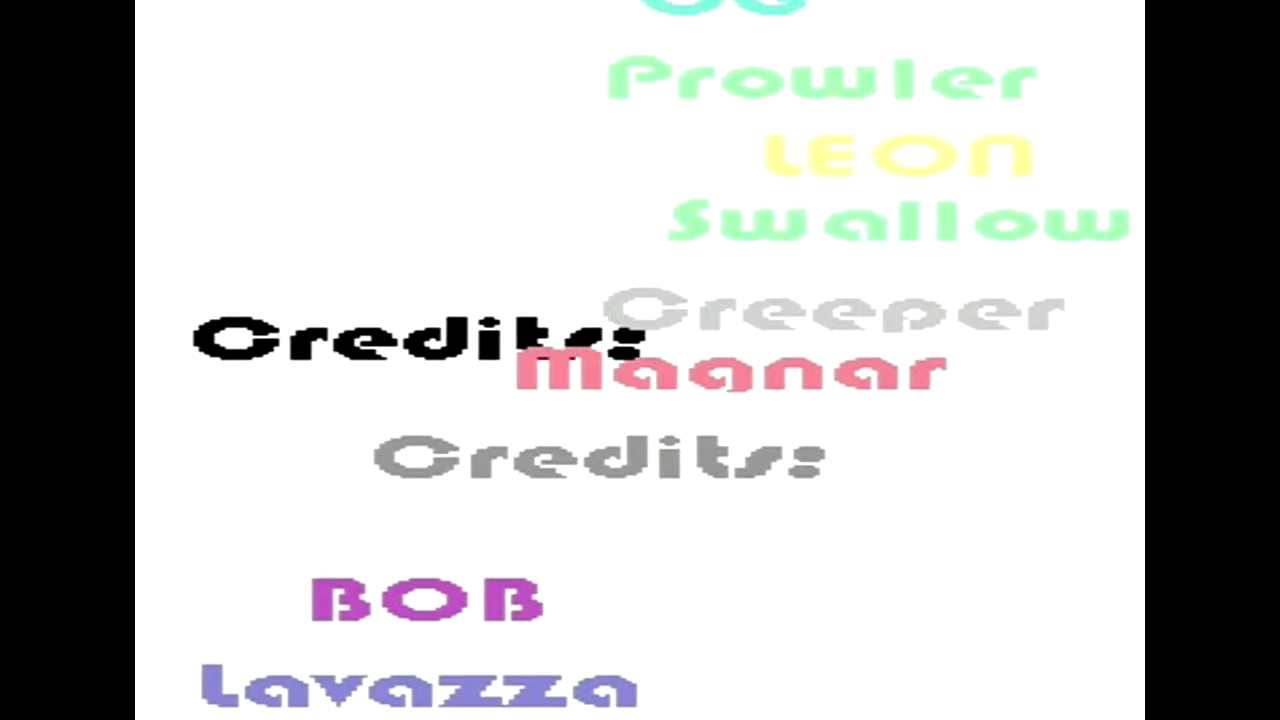 Prowler
LEON
Swallow
Creeper
Credits:
Magnar
Credits:
BOB
Lavazza